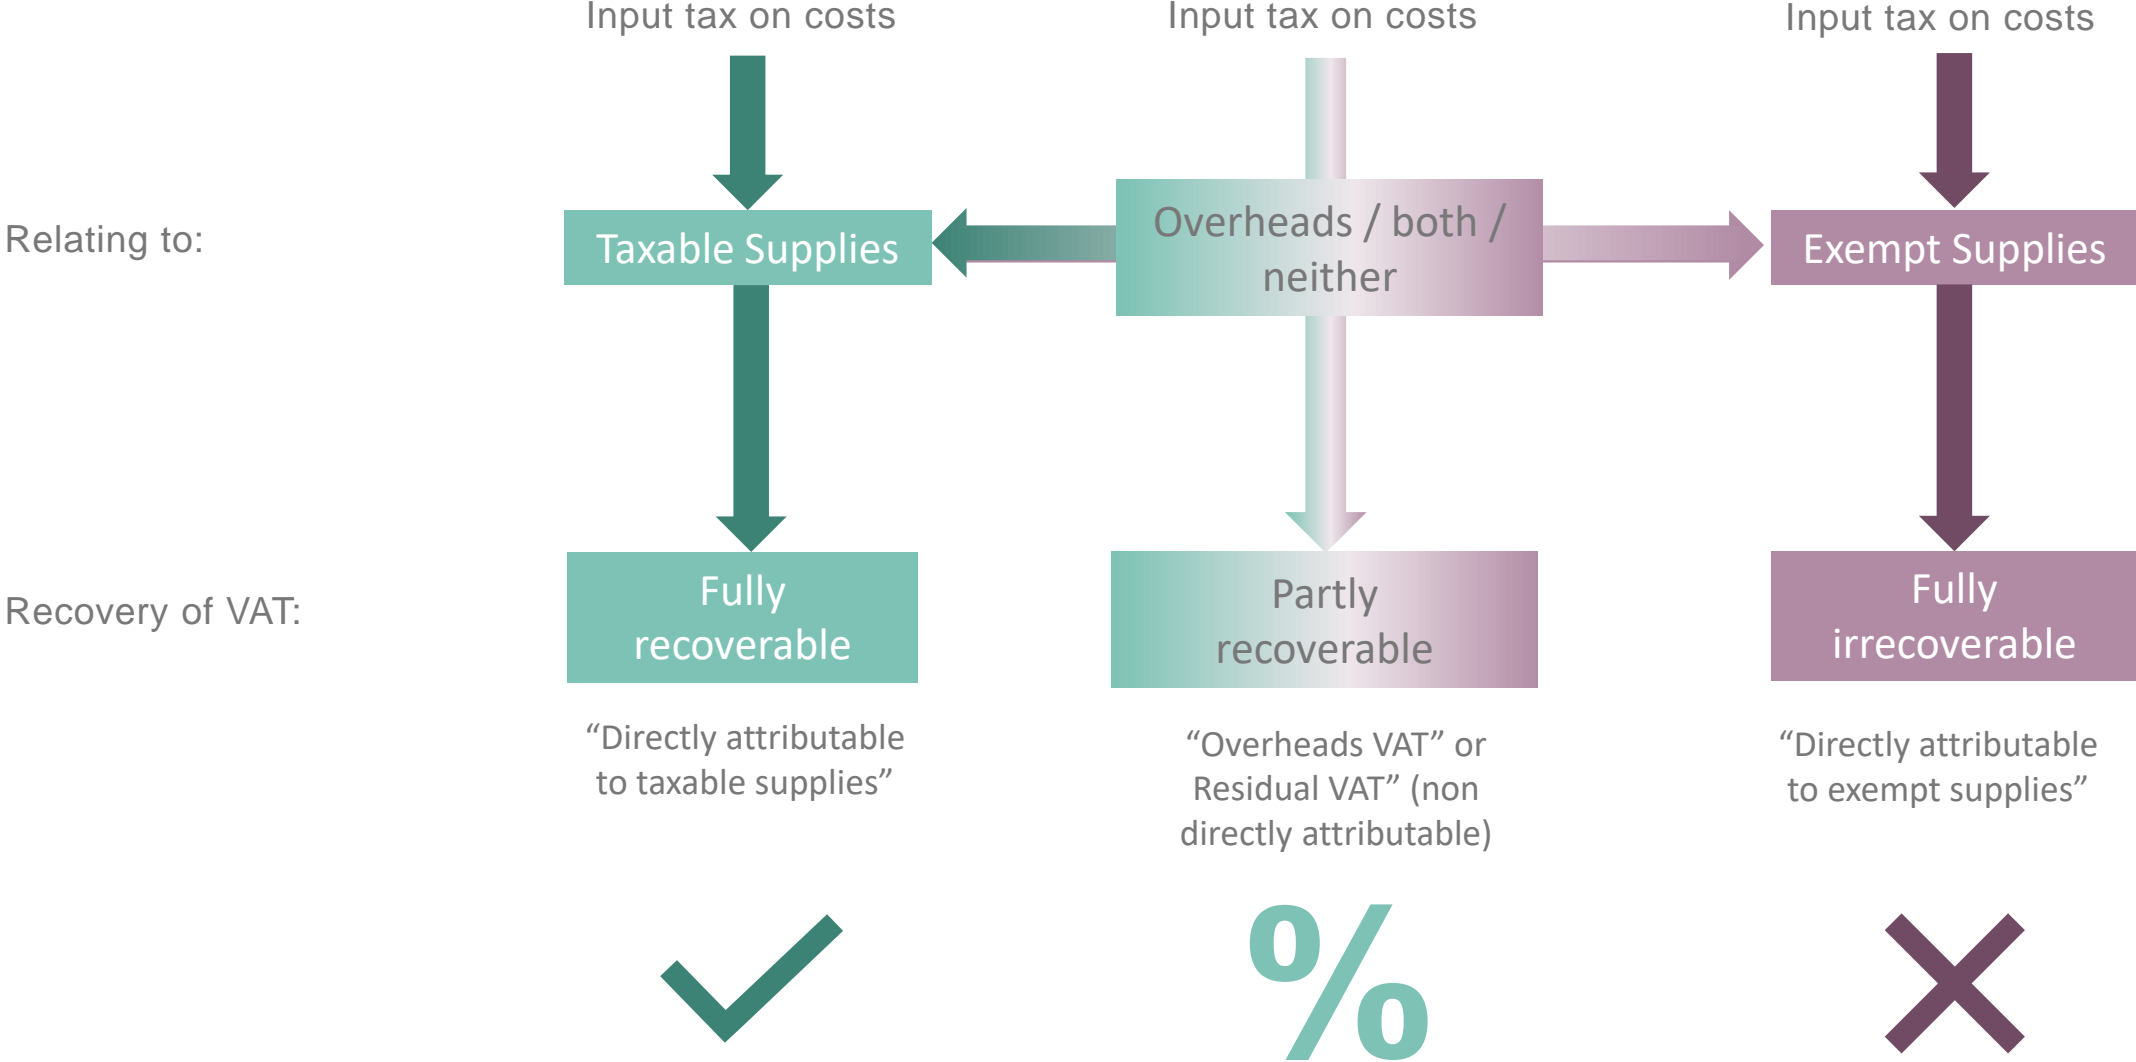 Input tax on costs
Input tax on costs
Input tax on costs
Relating to:
Taxable Supplies
Overheads / both /
neither
Exempt Supplies
Recovery of VAT:
Fully
recoverable
Partly
recoverable
Fully
irrecoverable
“Directly attributable
to taxable supplies”
“Overheads VAT” or
Residual VAT” (non
directly attributable)
“Directly attributable
to exempt supplies”
%